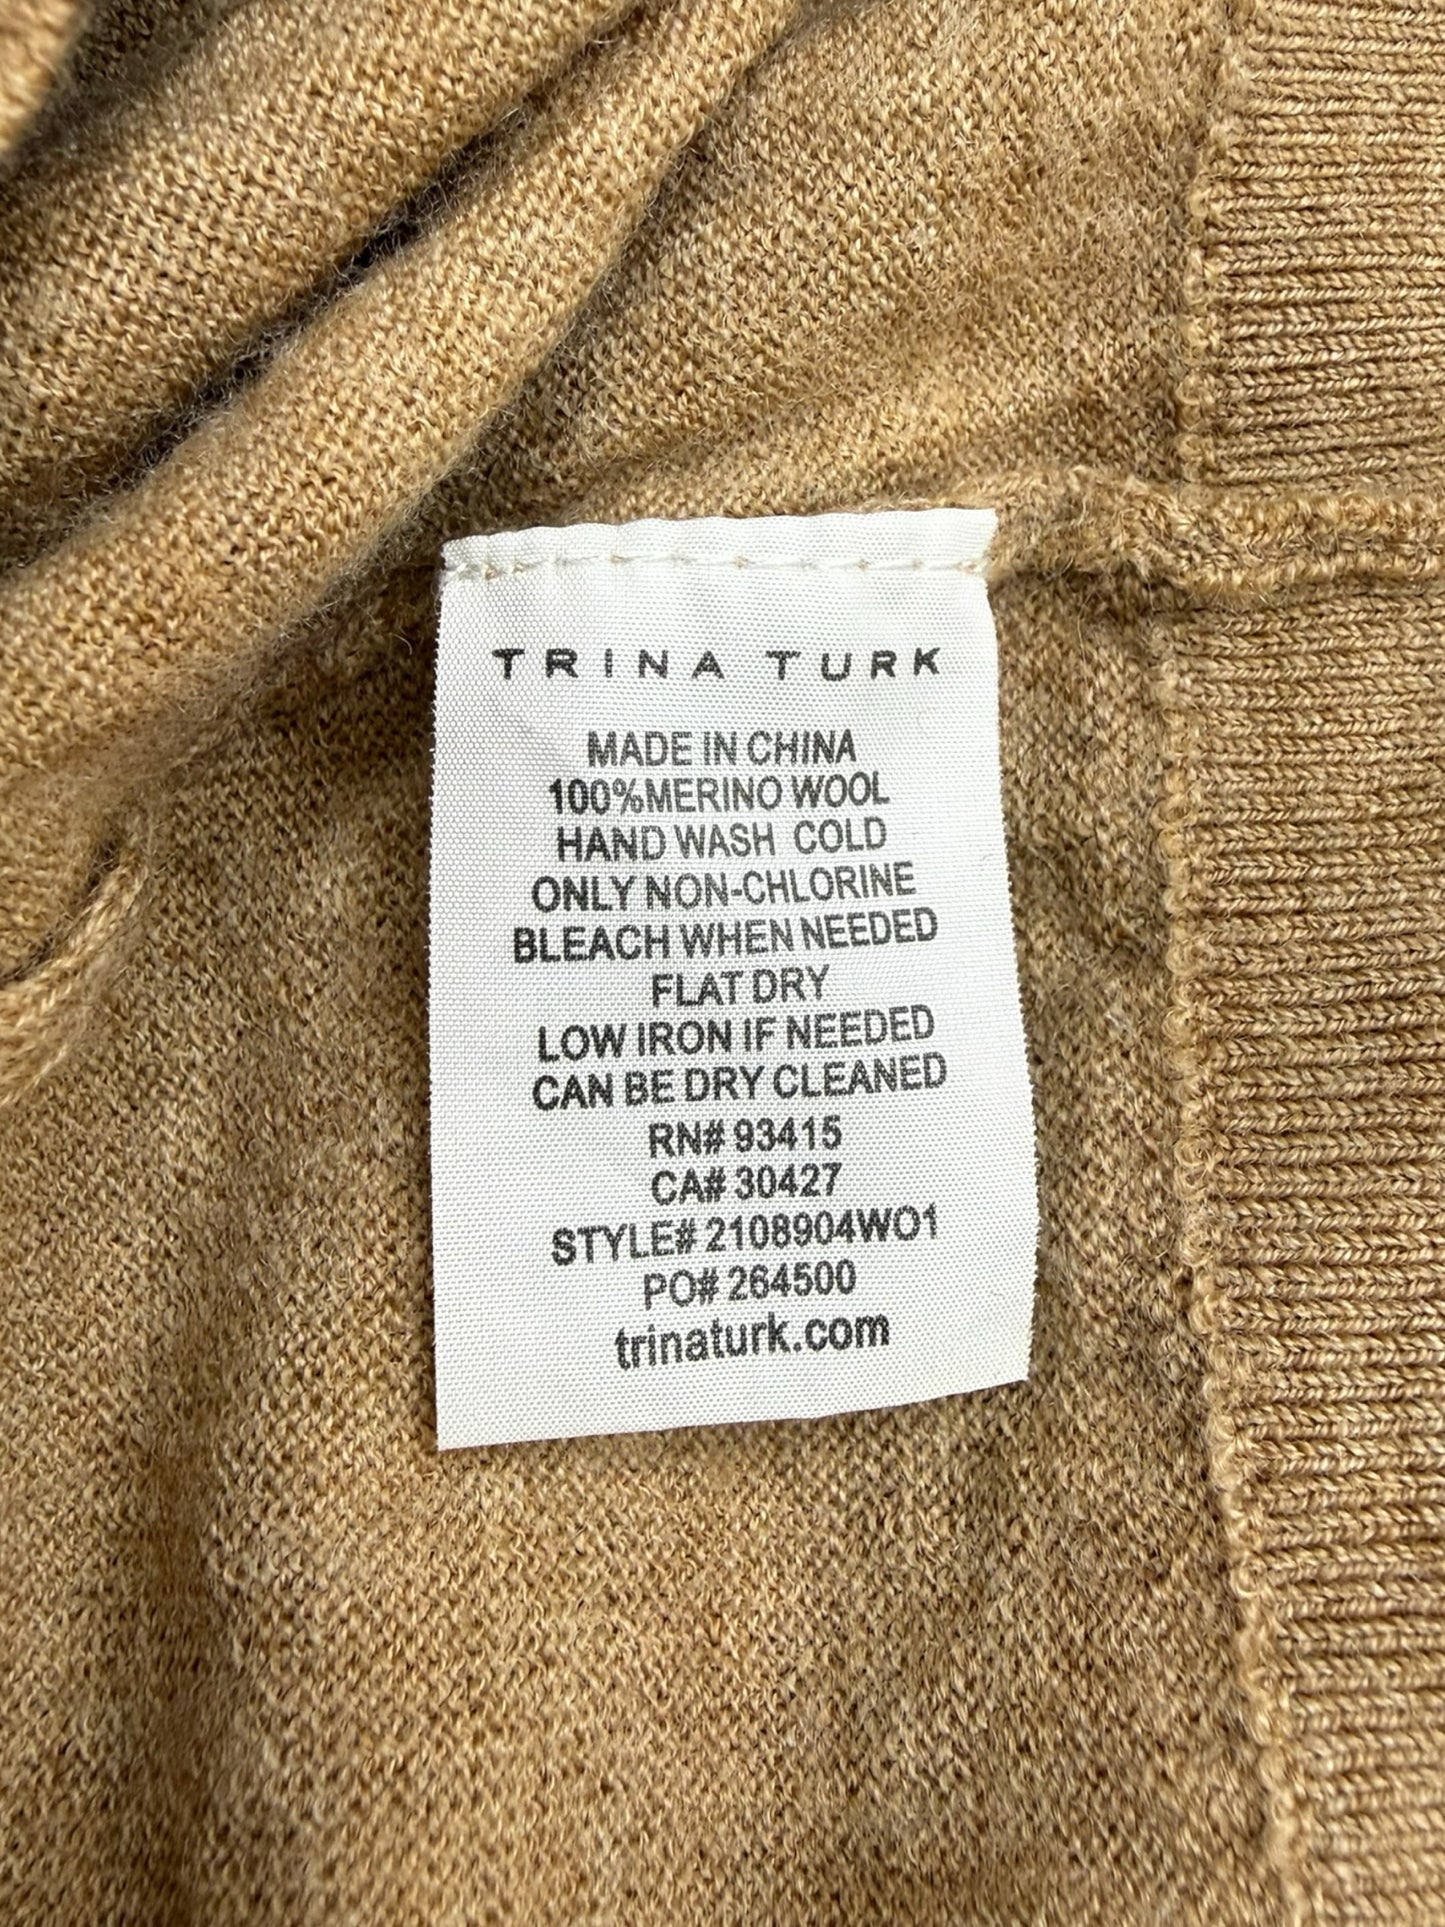 TRINA TURK
MADE IN CHINA
100%MERINO WOOL
HAND WASH COLD
ONLY NON-CHLORINE
BLEACH WHEN NEEDED
FLAT DRY
LOW IRON IF NEEDED
CAN BE DRY CLEANED
RN# 93415
CA# 30427
STYLE# 2108904WO1
PO# 264500
trinaturk.com